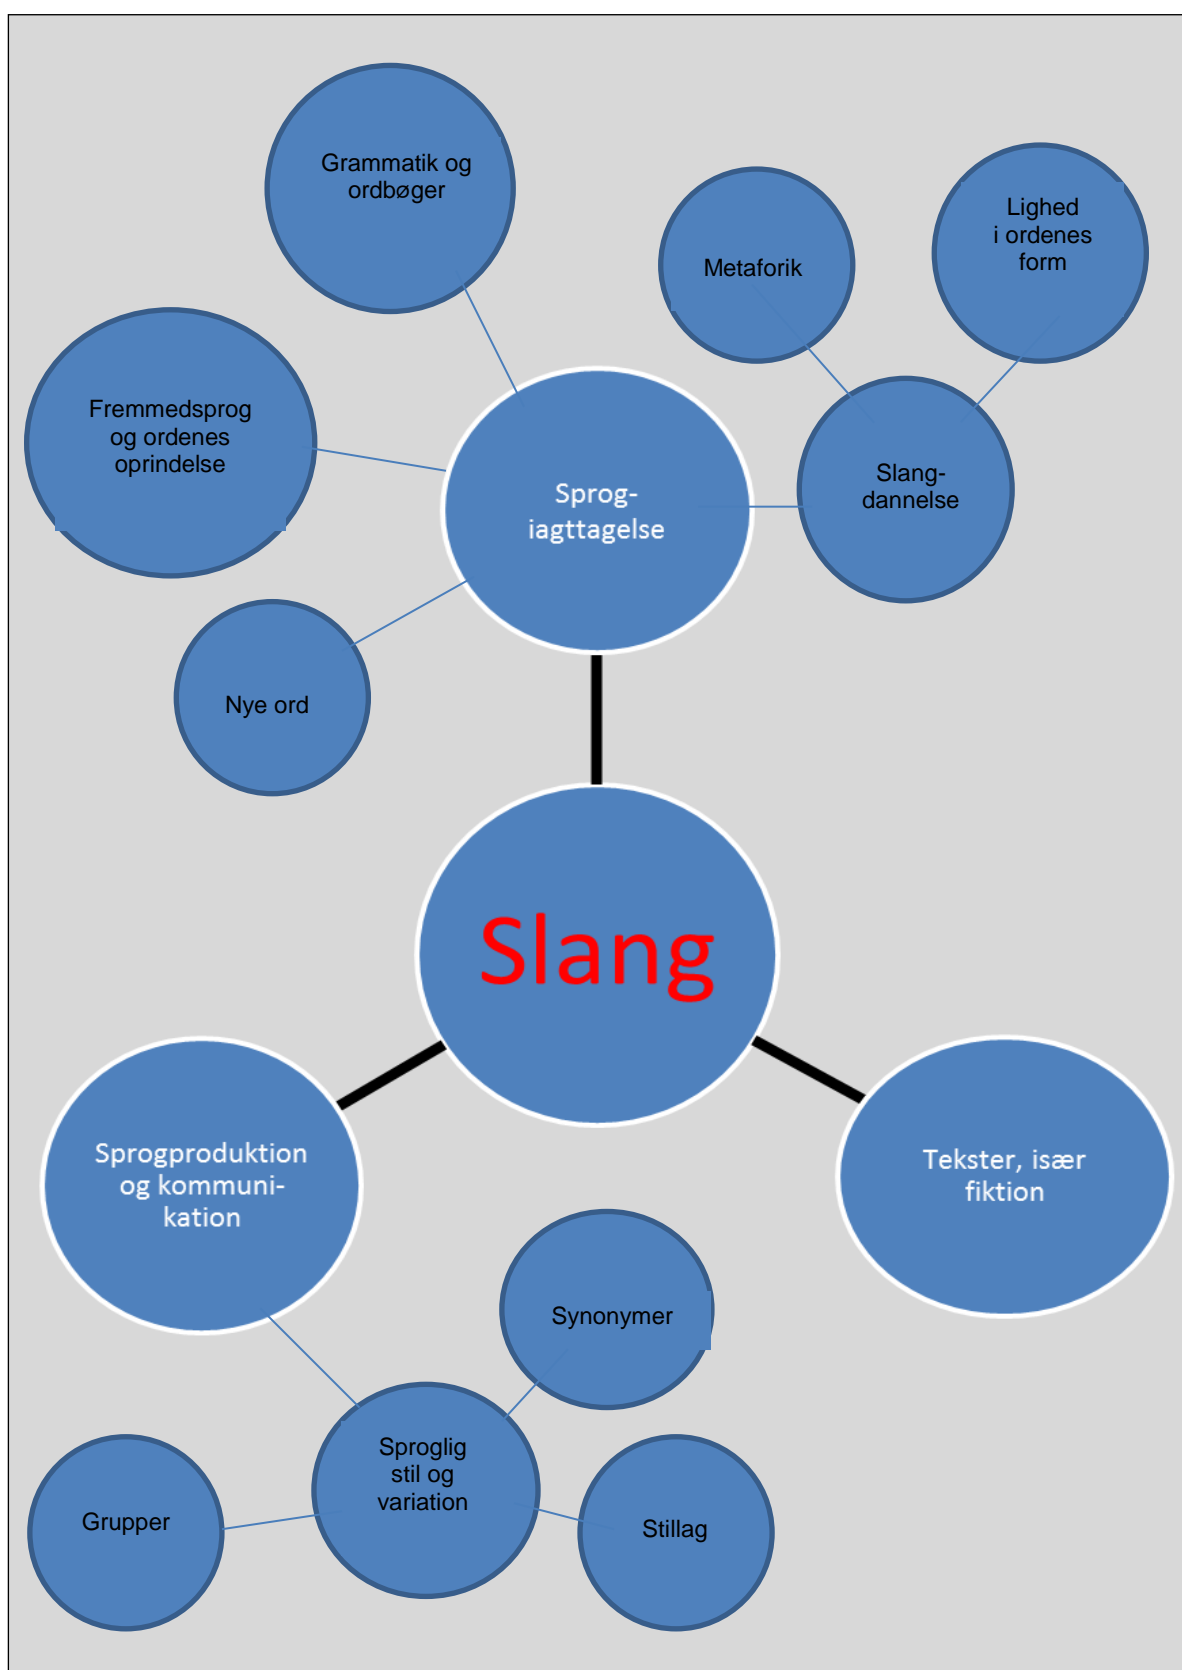 Grammatik og
ordbøger
Metaforik
Lighed
i ordenes
form
Fremmedsprog
og ordenes
oprindelse
Sprog-
iagttagelse
Slang-
dannelse
Nye ord
Slang
Sprogproduktion
og kommuni-
kation
Tekster, især
fiktion
Synonymer
Sproglig
stil og
variation
Grupper
Stillag